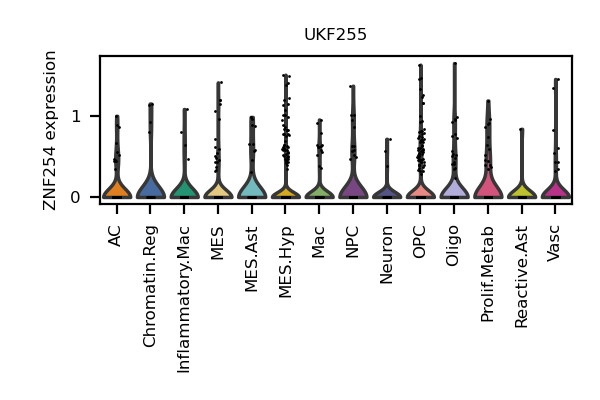 UKF255
ZNF254 expression
1
0
AC
Chromatin.Reg
Inflammatory.Mac
MES
MES.Ast
MES.Hyp
Mac
NPC
Neuron
OPC
Oligo
Prolif.Metab
Reactive.Ast
Vasc